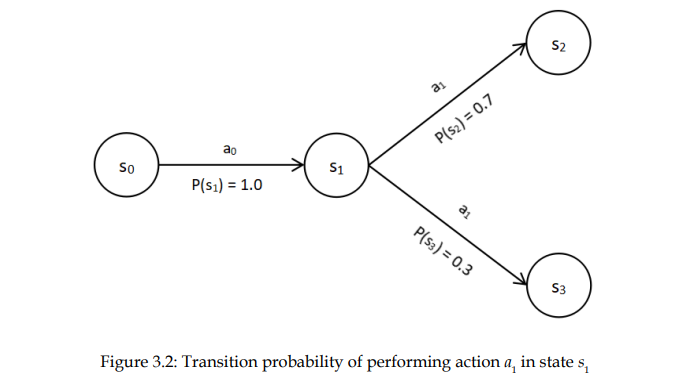 s₂
a₁
P(s₂) = 0.7
a₀
s₀
s₁
P(s₁) = 1.0
a₁
P(s₃) = 0.3
s₃
Figure 3.2: Transition probability of performing action a₁ in state s₁